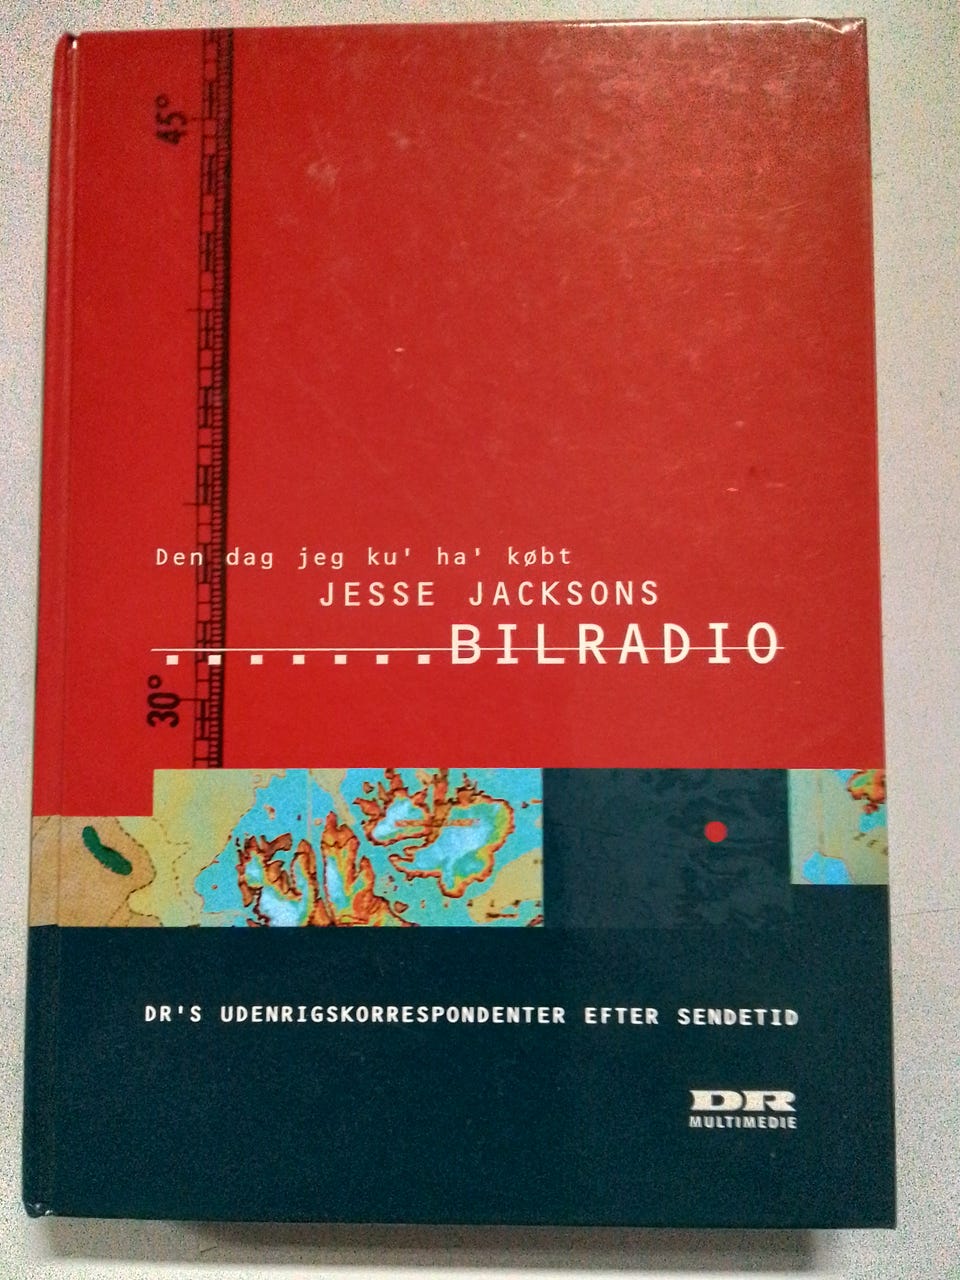 45°
Den dag jeg ku' ha' købt
JESSE JACKSONS
.......BILRADIO
30°
DR'S UDENRIGSKORRESPONDENTER EFTER SENDETID
DR
MULTIMEDIE